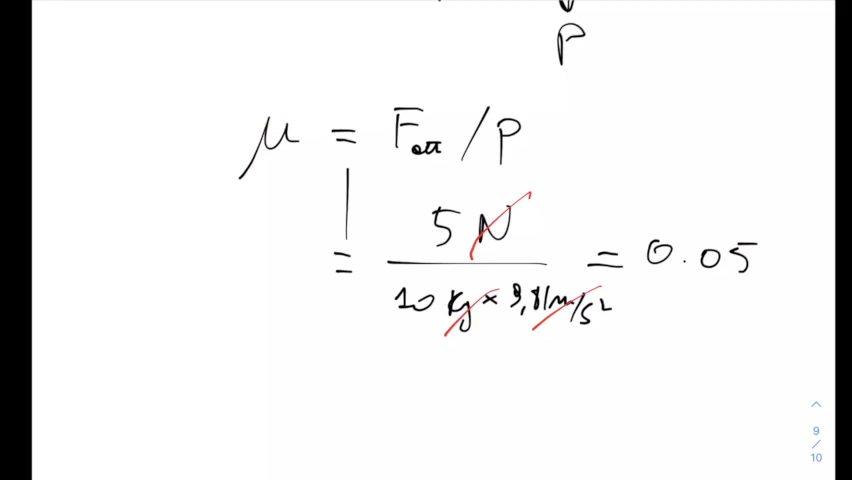 P
μ = Fatt / P
= 5 N / 10 Kg × 9,81 m/s² = 0.05
9
/
10